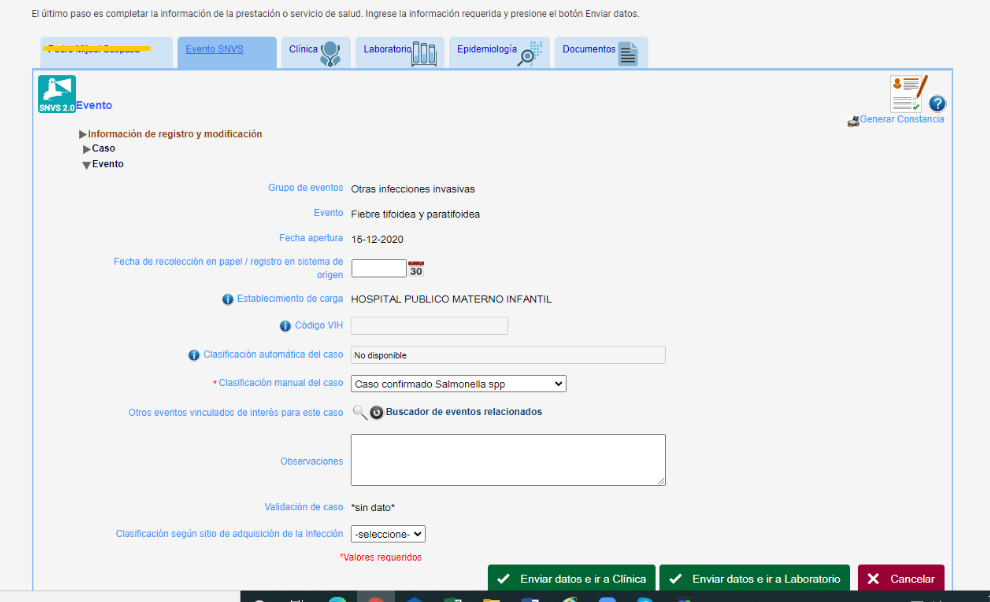 El último paso es completar la información de la prestación o servicio de salud. Ingrese la información requerida y presione el botón Enviar datos.
Evento SNVS Clínica Laboratorio Epidemiología Documentos
SNVS 2.0 Evento
Generar Constancia
Información de registro y modificación
Caso
Evento
Grupo de eventos Otras infecciones invasivas
Evento Fiebre tifoidea y paratifoidea
Fecha apertura 15-12-2020
Fecha de recolección en papel / registro en sistema de
origen 30
Establecimiento de carga HOSPITAL PUBLICO MATERNO INFANTIL
Código VIH
Clasificación automática del caso No disponible
* Clasificación manual del caso Caso confirmado Salmonella spp
Otros eventos vinculados de interés para este caso Buscador de eventos relacionados
Observaciones
Validación de caso *sin dato*
Clasificación según sitio de adquisición de la Infección -seleccione-
*Valores requeridos
Enviar datos e ir a Clínica Enviar datos e ir a Laboratorio Cancelar